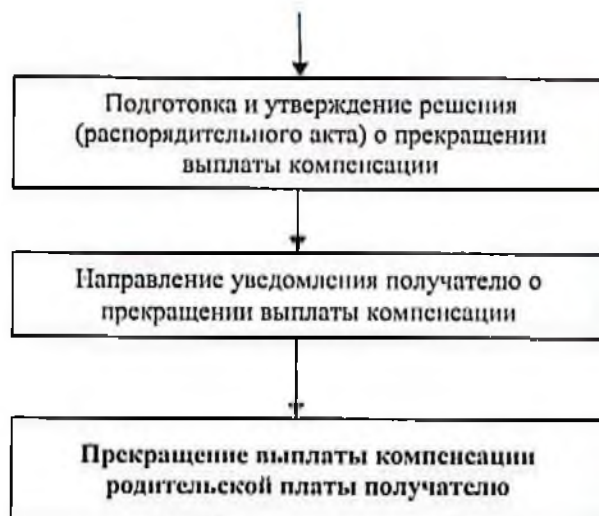 Подготовка и утверждение решения
(распорядительного акта) о прекращении
выплаты компенсации
Направление уведомления получателю о
прекращении выплаты компенсации
Прекращение выплаты компенсации
родительской платы получателю